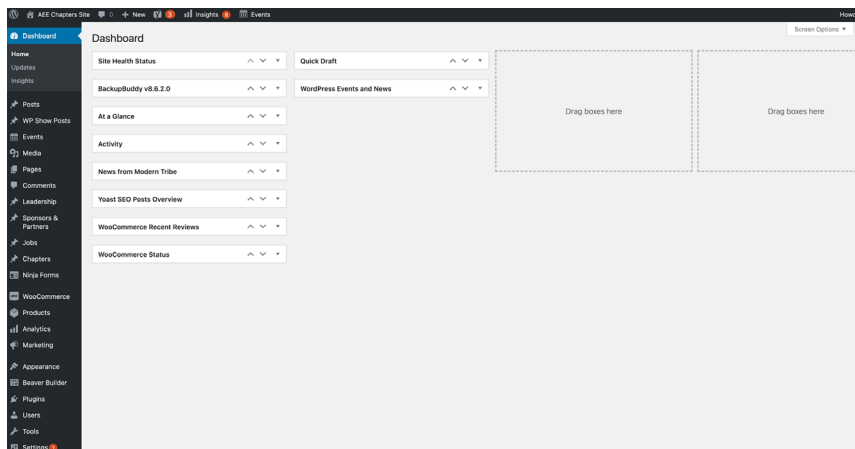 AEE Chapters Site 0 New 3 Insights 6 Events
Screen Options
Dashboard
Home
Updates
Insights
Posts
WP Show Posts
Events
Media
Pages
Comments
Leadership
Sponsors &
Partners
Jobs
Chapters
Ninja Forms
WooCommerce
Products
Analytics
Marketing
Appearance
Beaver Builder
Plugins
Users
Tools
Settings 1
Dashboard
Site Health Status
BackupBuddy v8.6.2.0
At a Glance
Activity
News from Modern Tribe
Yoast SEO Posts Overview
WooCommerce Recent Reviews
WooCommerce Status
Quick Draft
WordPress Events and News
Drag boxes here
Drag boxes here